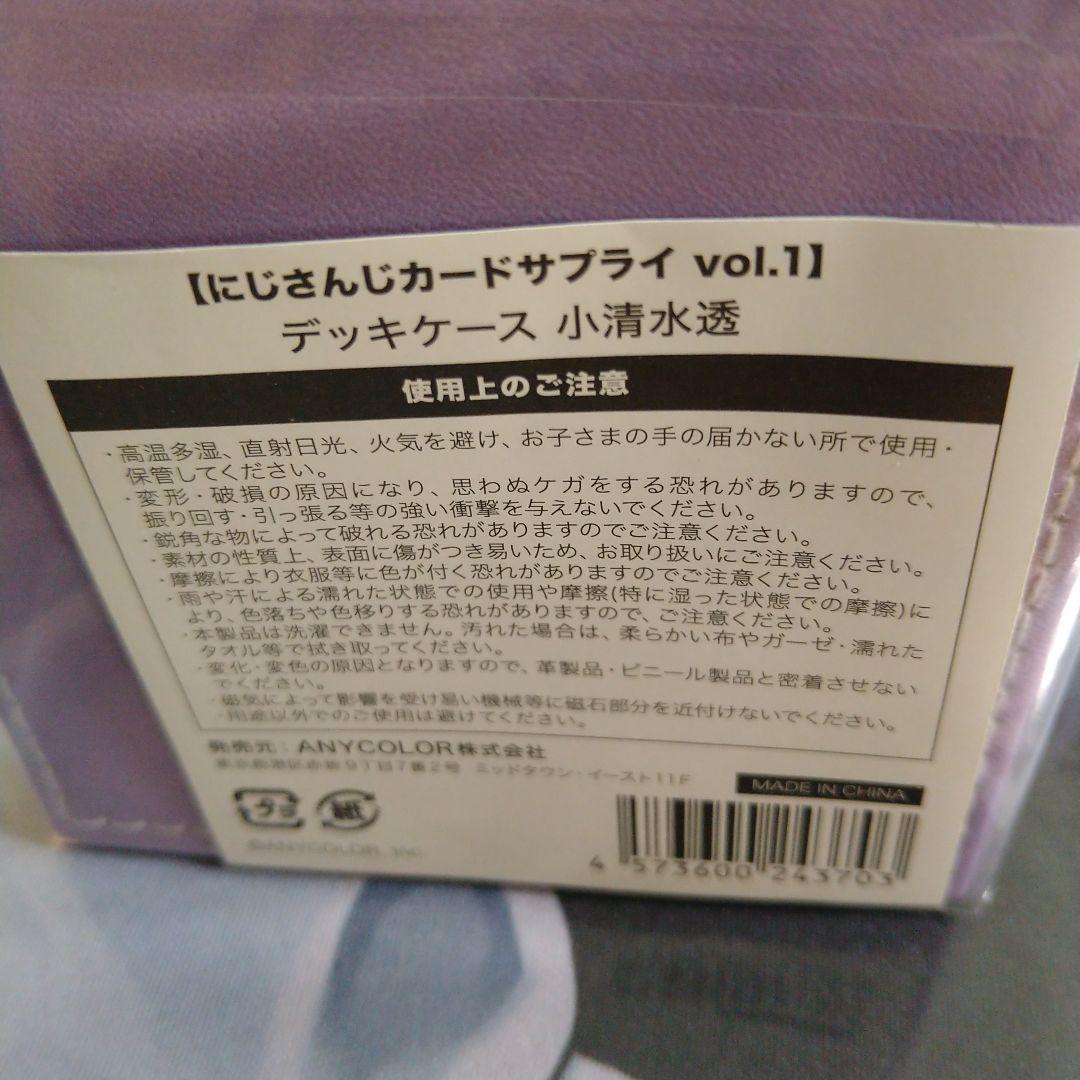 【にじさんじカードサプライ vol.1】
デッキケース 小清水透
使用上のご注意
・高温多湿、直射日光、火気を避け、お子さまの手の届かない所で使用・
保管してください。
・変形・破損の原因になり、思わぬケガをする恐れがありますので、
振り回す・引っ張る等の強い衝撃を与えないでください。
・鋭角な物によって破れる恐れがありますのでご注意ください。
・素材の性質上、表面に傷がつき易いため、お取り扱いにご注意ください。
・摩擦により衣服等に色が付く恐れがありますのでご注意ください。
・雨や汗による濡れた状態での使用や摩擦(特に湿った状態での摩擦)に
より、色落ちや色移りする恐れがありますので、ご注意ください。
・本製品は洗濯できません。汚れた場合は、柔らかい布やガーゼ・濡れた
タオル等で拭き取ってください。
・変化・変色の原因となりますので、革製品・ビニール製品と密着させない
でください。
・磁気によって影響を受け易い機械等に磁石部分を近付けないでください。
・用途以外でのご使用は避けてください。
発売元：ANYCOLOR株式会社
東京都港区赤坂9丁目7番2号 ミッドタウン・イースト11F
MADE IN CHINA
プラ 紙
©ANYCOLOR, Inc.
4 573600 243703